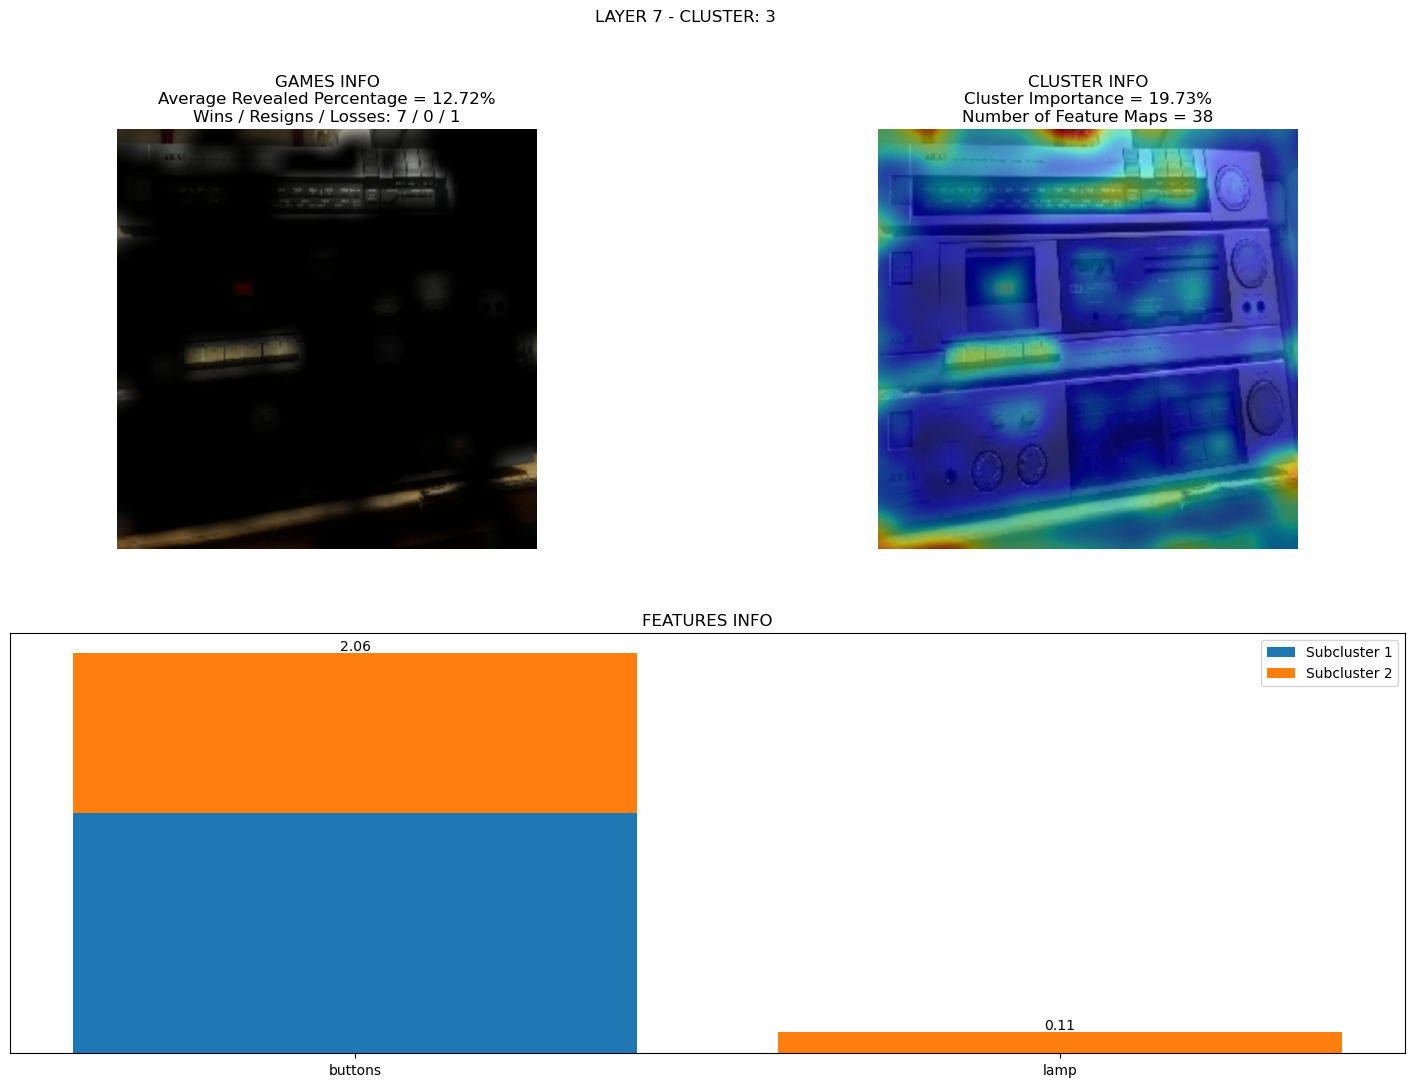 LAYER 7 - CLUSTER: 3
GAMES INFO
Average Revealed Percentage = 12.72%
Wins / Resigns / Losses: 7 / 0 / 1
CLUSTER INFO
Cluster Importance = 19.73%
Number of Feature Maps = 38
AKAI
AKAI
FEATURES INFO
2.06
Subcluster 1
Subcluster 2
0.11
buttons
lamp